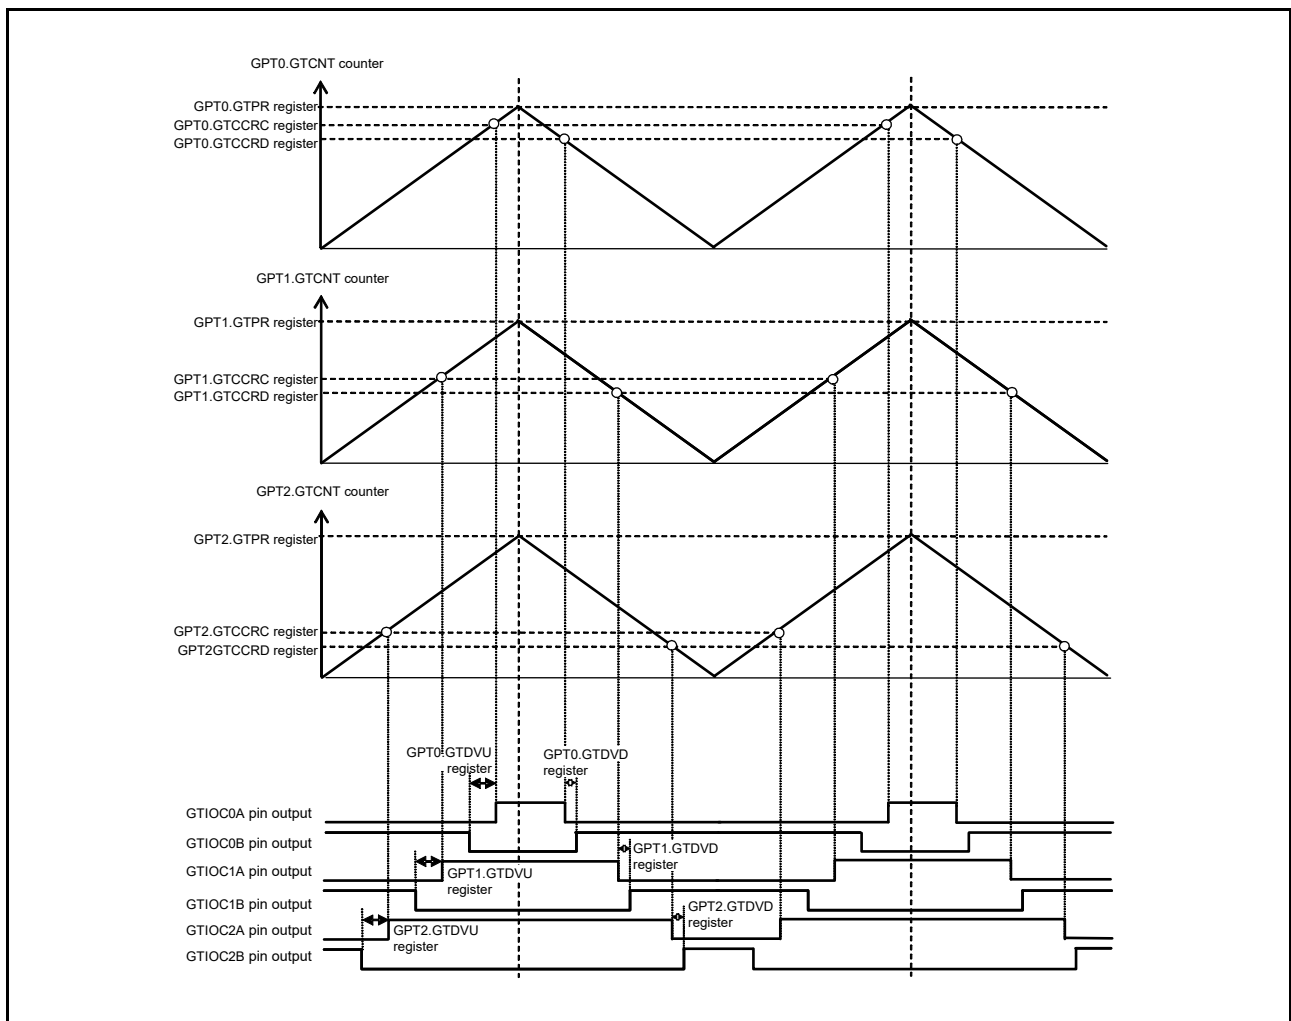 GPT0.GTCNT counter
GPT0.GTPR register
GPT0.GTCCRC register
GPT0.GTCCRD register
GPT1.GTCNT counter
GPT1.GTPR register
GPT1.GTCCRC register
GPT1.GTCCRD register
GPT2.GTCNT counter
GPT2.GTPR register
GPT2.GTCCRC register
GPT2GTCCRD register
GPT0.GTDVU
register
GPT0.GTDVD
register
GTIOC0A pin output
GTIOC0B pin output
GPT1.GTDVD
register
GTIOC1A pin output
GPT1.GTDVU
register
GTIOC1B pin output
GPT2.GTDVD
register
GTIOC2A pin output
GPT2.GTDVU
register
GTIOC2B pin output